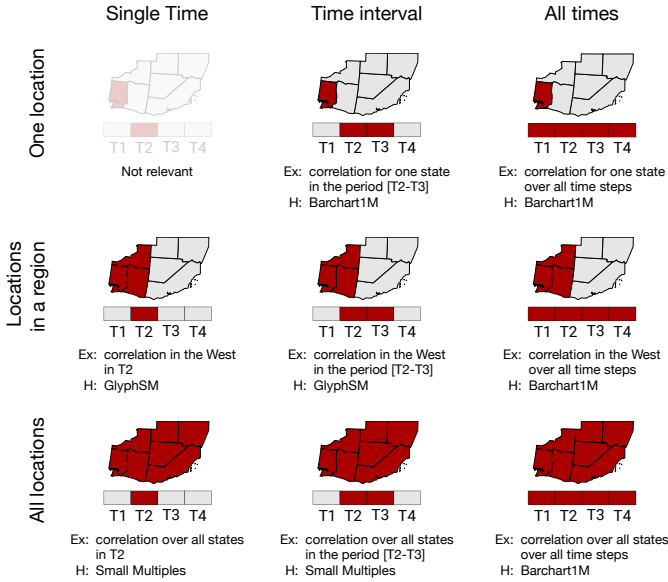 Single Time
Time interval
All times
One location
T1 T2 T3 T4
Not relevant
T1 T2 T3 T4
Ex: correlation for one state
in the period [T2-T3]
H: Barchart1M
T1 T2 T3 T4
Ex: correlation for one state
over all time steps
H: Barchart1M
Locations
in a region
T1 T2 T3 T4
Ex: correlation in the West
in T2
H: GlyphSM
T1 T2 T3 T4
Ex: correlation in the West
in the period [T2-T3]
H: GlyphSM
T1 T2 T3 T4
Ex: correlation in the West
over all time steps
H: Barchart1M
All locations
T1 T2 T3 T4
Ex: correlation over all states
in T2
H: Small Multiples
T1 T2 T3 T4
Ex: correlation over all states
in the period [T2-T3]
H: Small Multiples
T1 T2 T3 T4
Ex: correlation over all states
over all time steps
H: Barchart1M